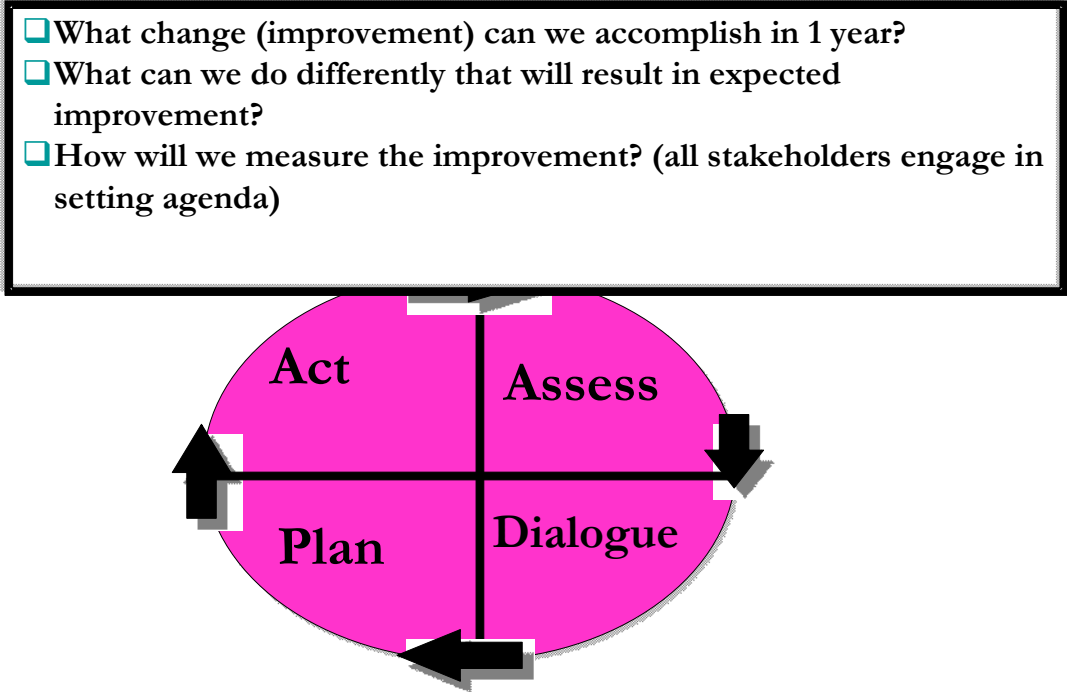 ❑What change (improvement) can we accomplish in 1 year?
❑What can we do differently that will result in expected
improvement?
❑How will we measure the improvement? (all stakeholders engage in
setting agenda)
Act
Assess
Plan
Dialogue